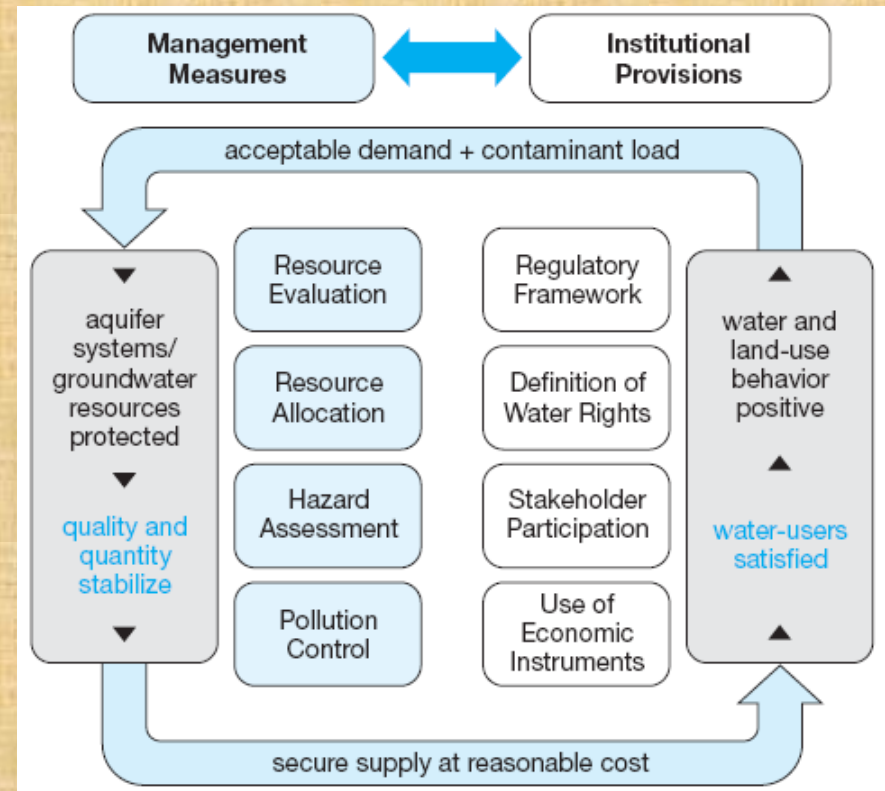 Management
Measures
Institutional
Provisions
acceptable demand + contaminant load
aquifer
systems/
groundwater
resources
protected
quality and
quantity
stabilize
Resource
Evaluation
Resource
Allocation
Hazard
Assessment
Pollution
Control
Regulatory
Framework
Definition of
Water Rights
Stakeholder
Participation
Use of
Economic
Instruments
water and
land-use
behavior
positive
water-users
satisfied
secure supply at reasonable cost